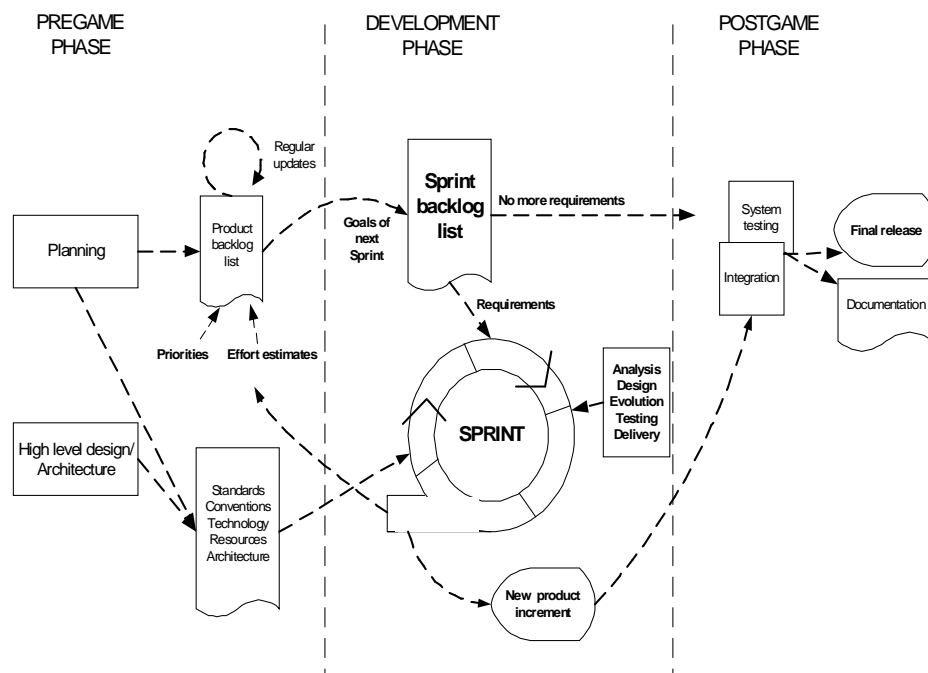 PREGAME
PHASE
DEVELOPMENT
PHASE
POSTGAME
PHASE
Regular
updates
Planning
Product
backlog
list
Goals of
next
Sprint
Sprint
backlog
list
No more requirements
System
testing
Integration
Final release
Documentation
Priorities
Effort estimates
Requirements
High level design/
Architecture
Standards
Conventions
Technology
Resources
Architecture
SPRINT
Analysis
Design
Evolution
Testing
Delivery
New product
increment